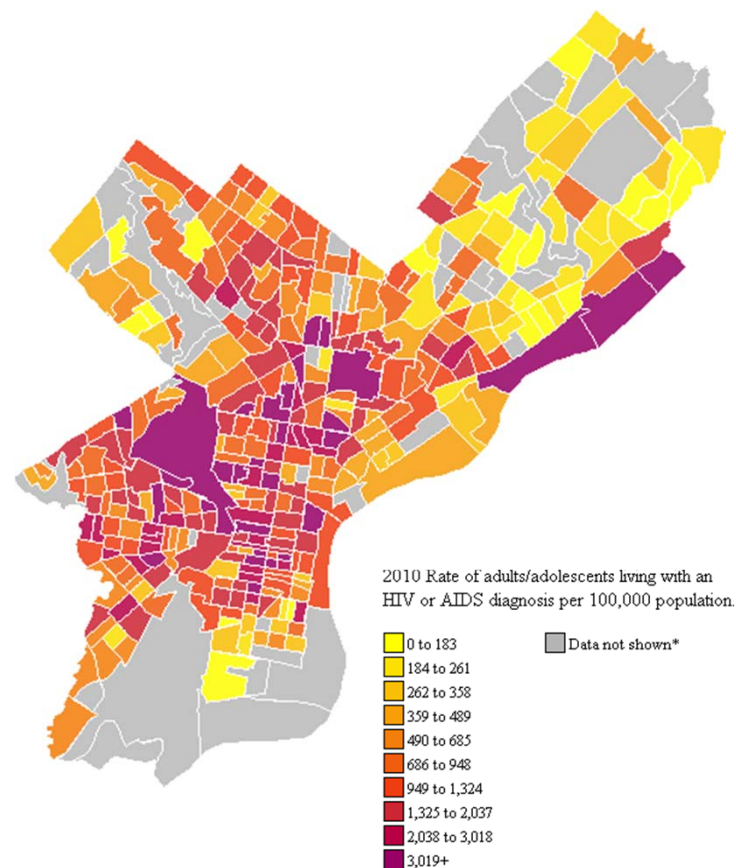 2010 Rate of adults/adolescents living with an
HIV or AIDS diagnosis per 100,000 population.
0 to 183
Data not shown*
184 to 261
262 to 358
359 to 489
490 to 685
686 to 948
949 to 1,324
1,325 to 2,037
2,038 to 3,018
3,019+